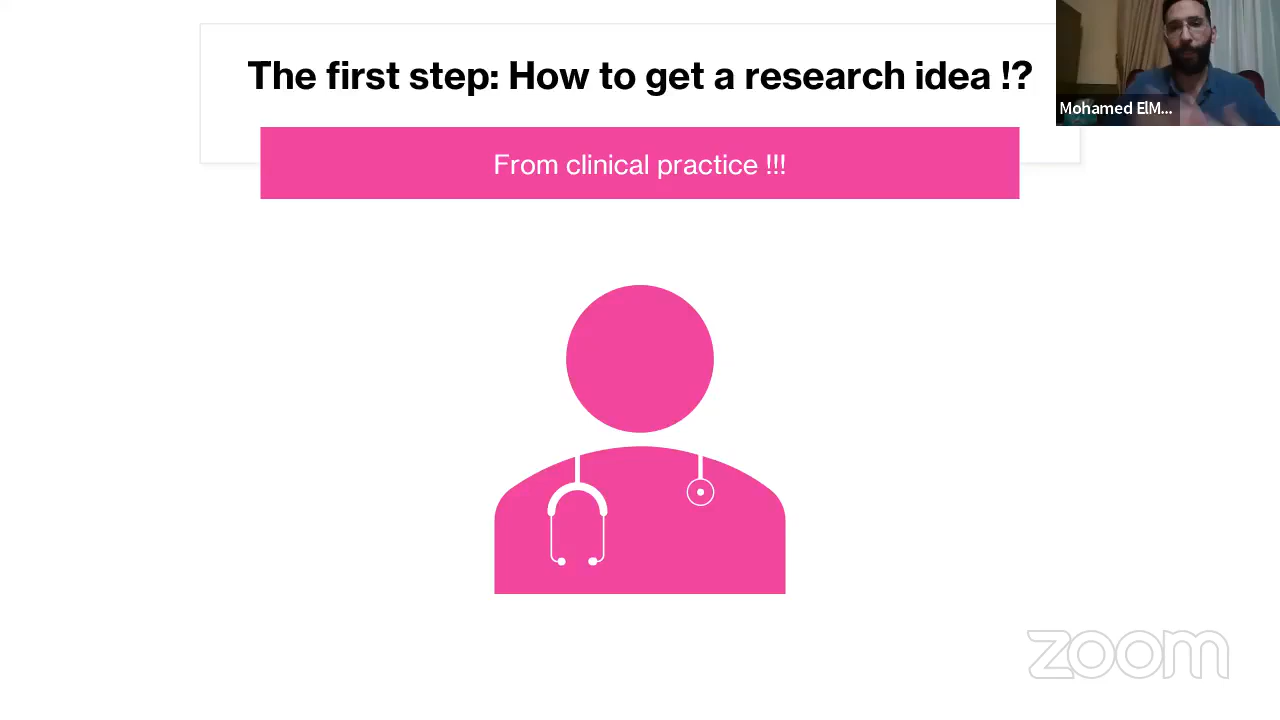 The first step: How to get a research idea !?
From clinical practice !!!
Mohamed ElM...
zoom